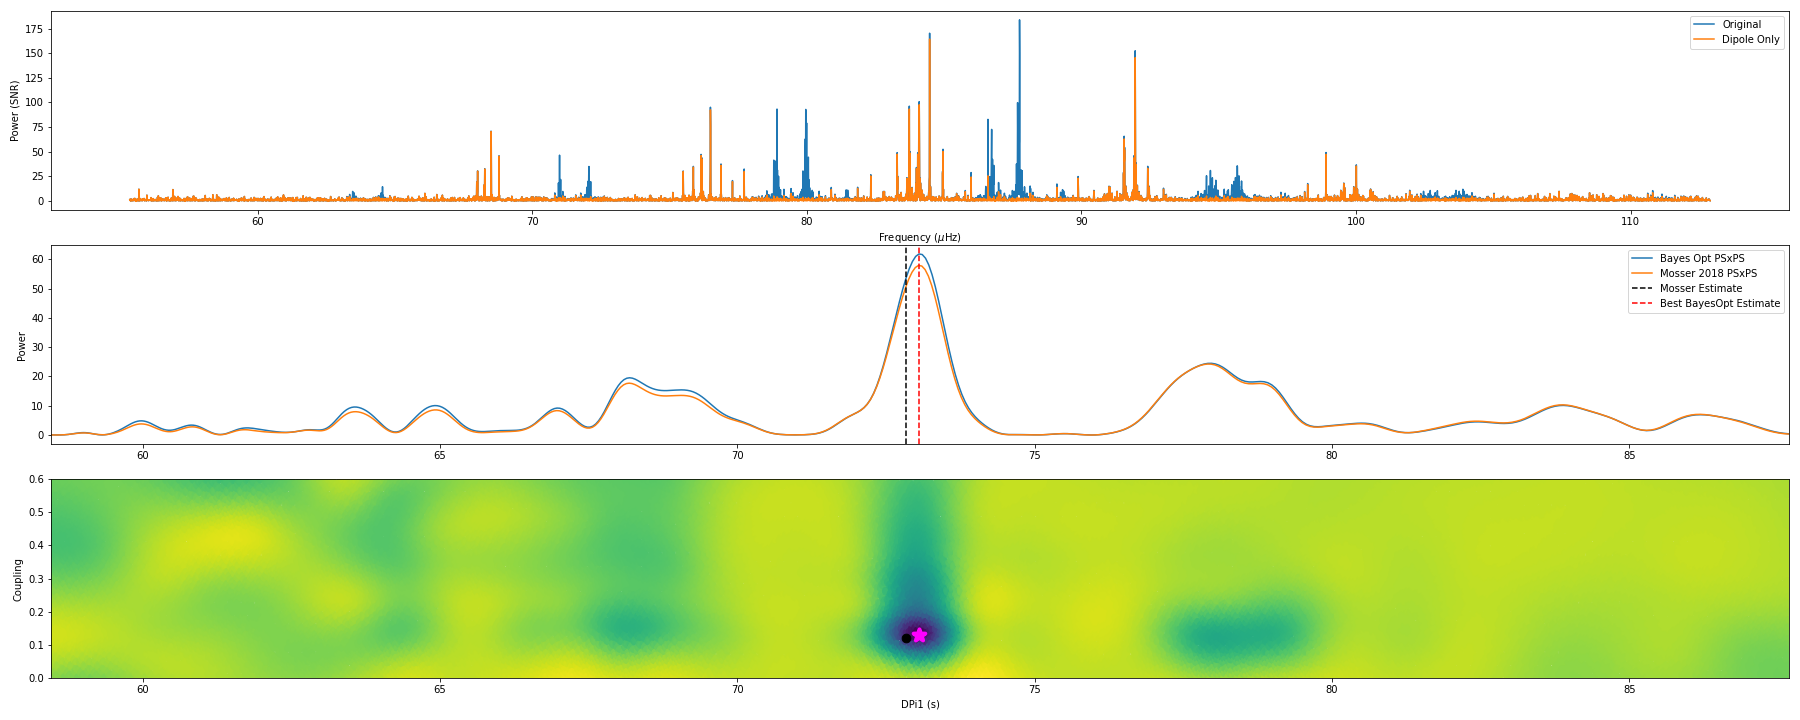 175
150
125
100
75
50
25
0
Power (SNR)
Original
Dipole Only
60 70 80 90 100 110
Frequency (μHz)
60
50
40
30
20
10
0
Power
Bayes Opt PSxPS
Mosser 2018 PSxPS
Mosser Estimate
Best BayesOpt Estimate
60 65 70 75 80 85
0.6
0.5
0.4
0.3
0.2
0.1
0.0
Coupling
60 65 70 75 80 85
DPi1 (s)